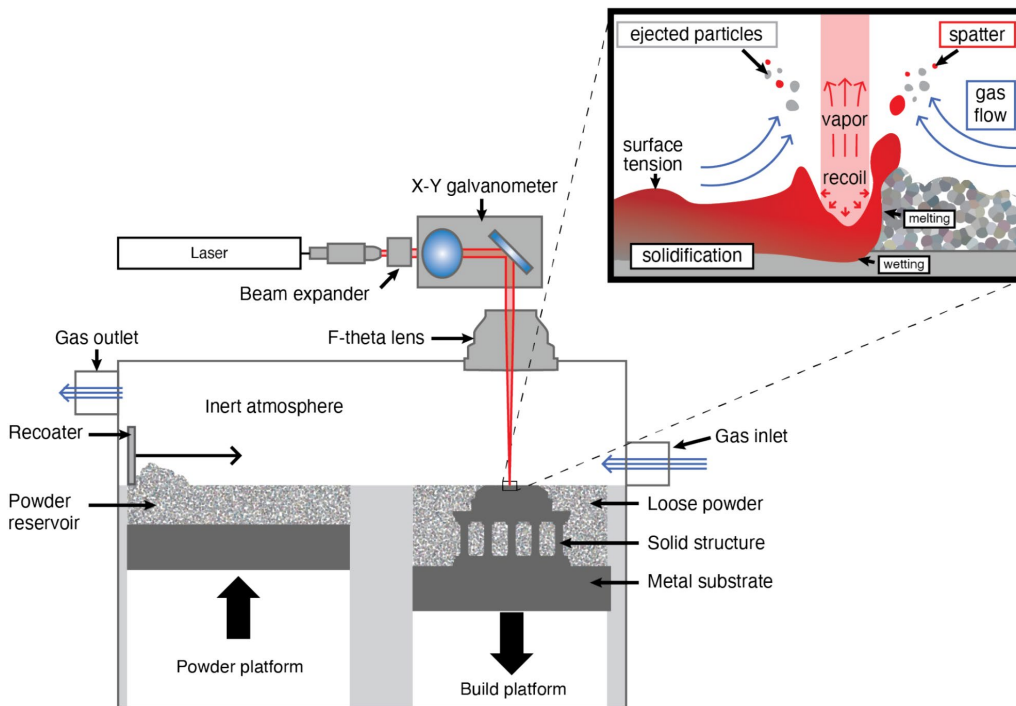 ejected particles
spatter
gas
flow
vapor
surface
tension
recoil
melting
solidification
wetting
X-Y galvanometer
Laser
Beam expander
F-theta lens
Gas outlet
Inert atmosphere
Recoater
Gas inlet
Powder
reservoir
Loose powder
Solid structure
Metal substrate
Powder platform
Build platform